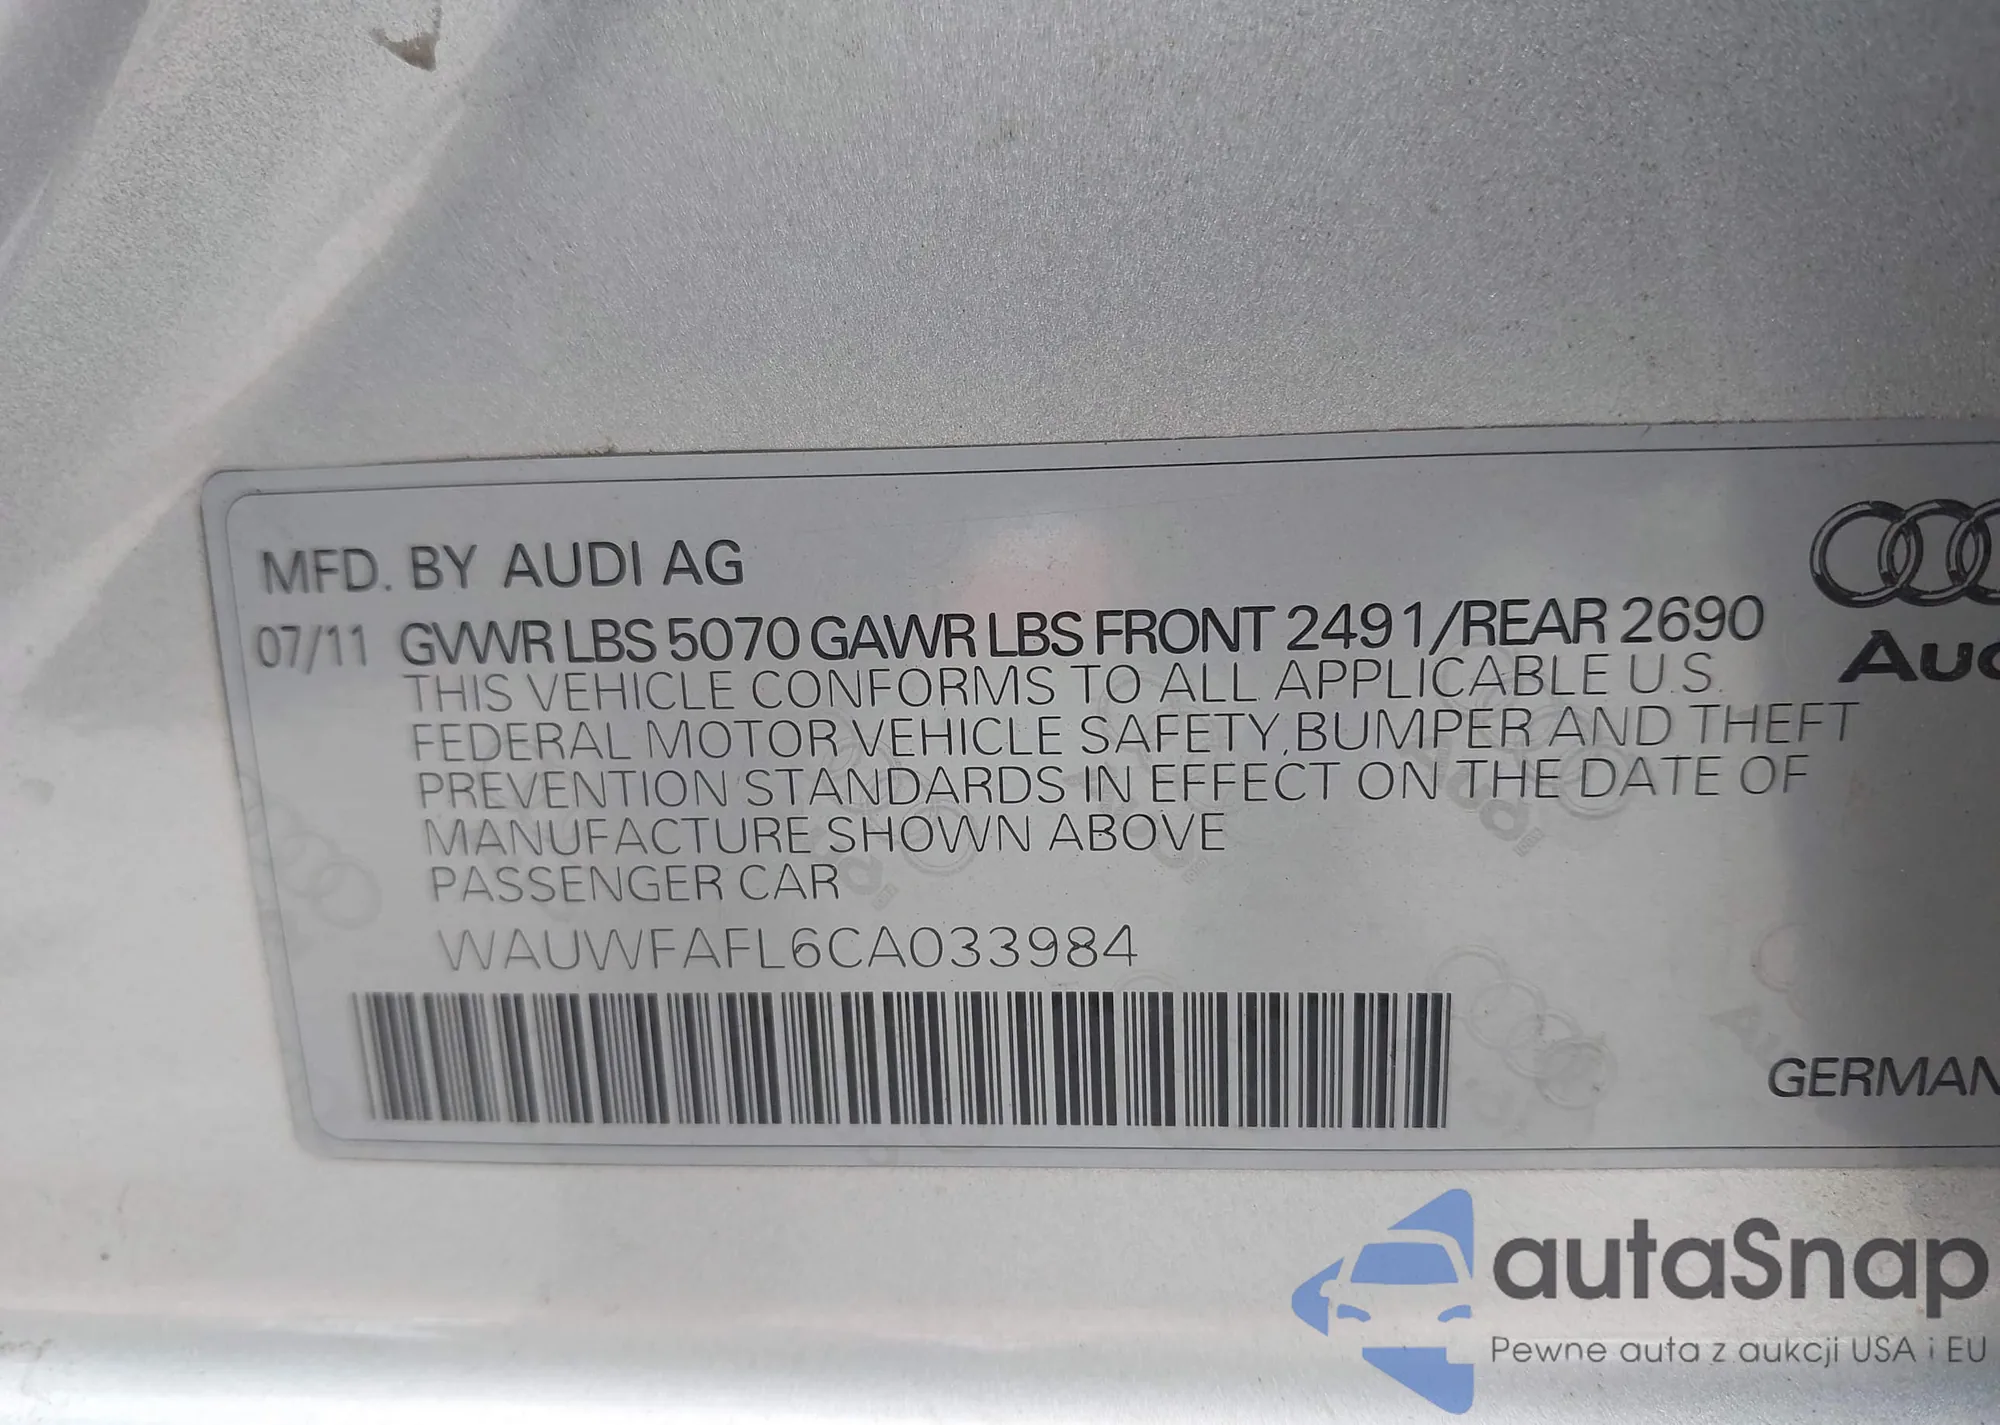 MFD. BY AUDI AG
07/11 GVWR LBS 5070 GAWR LBS FRONT 2491/REAR 2690
THIS VEHICLE CONFORMS TO ALL APPLICABLE U.S.
FEDERAL MOTOR VEHICLE SAFETY,BUMPER AND THEFT
PREVENTION STANDARDS IN EFFECT ON THE DATE OF
MANUFACTURE SHOWN ABOVE
PASSENGER CAR
WAUWFAFL6CA033984
Aud
GERMAN
autaSnap
Pewne auta z aukcji USA i EU